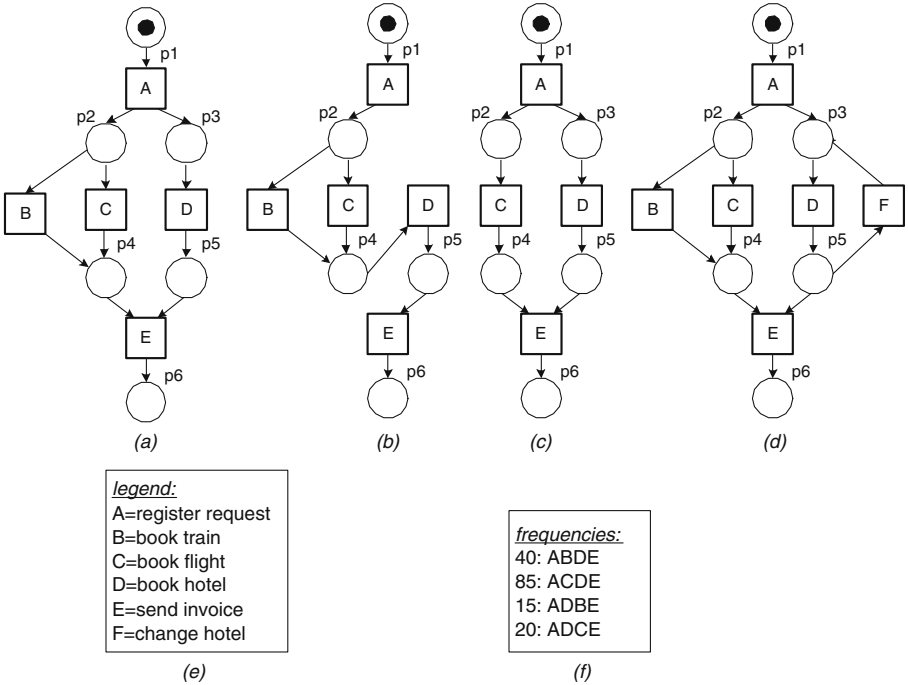 p1 p1 p1 p1
A A A A
p2 p3 p2 p2 p3 p2 p3
B C D B C D C D B C D F
p4 p5 p4 p5 p4 p5 p4 p5
E E E E
p6 p6 p6 p6
(a) (b) (c) (d)
legend:
A=register request
B=book train
C=book flight
D=book hotel
E=send invoice
F=change hotel
(e)
frequencies:
40: ABDE
85: ACDE
15: ADBE
20: ADCE
(f)